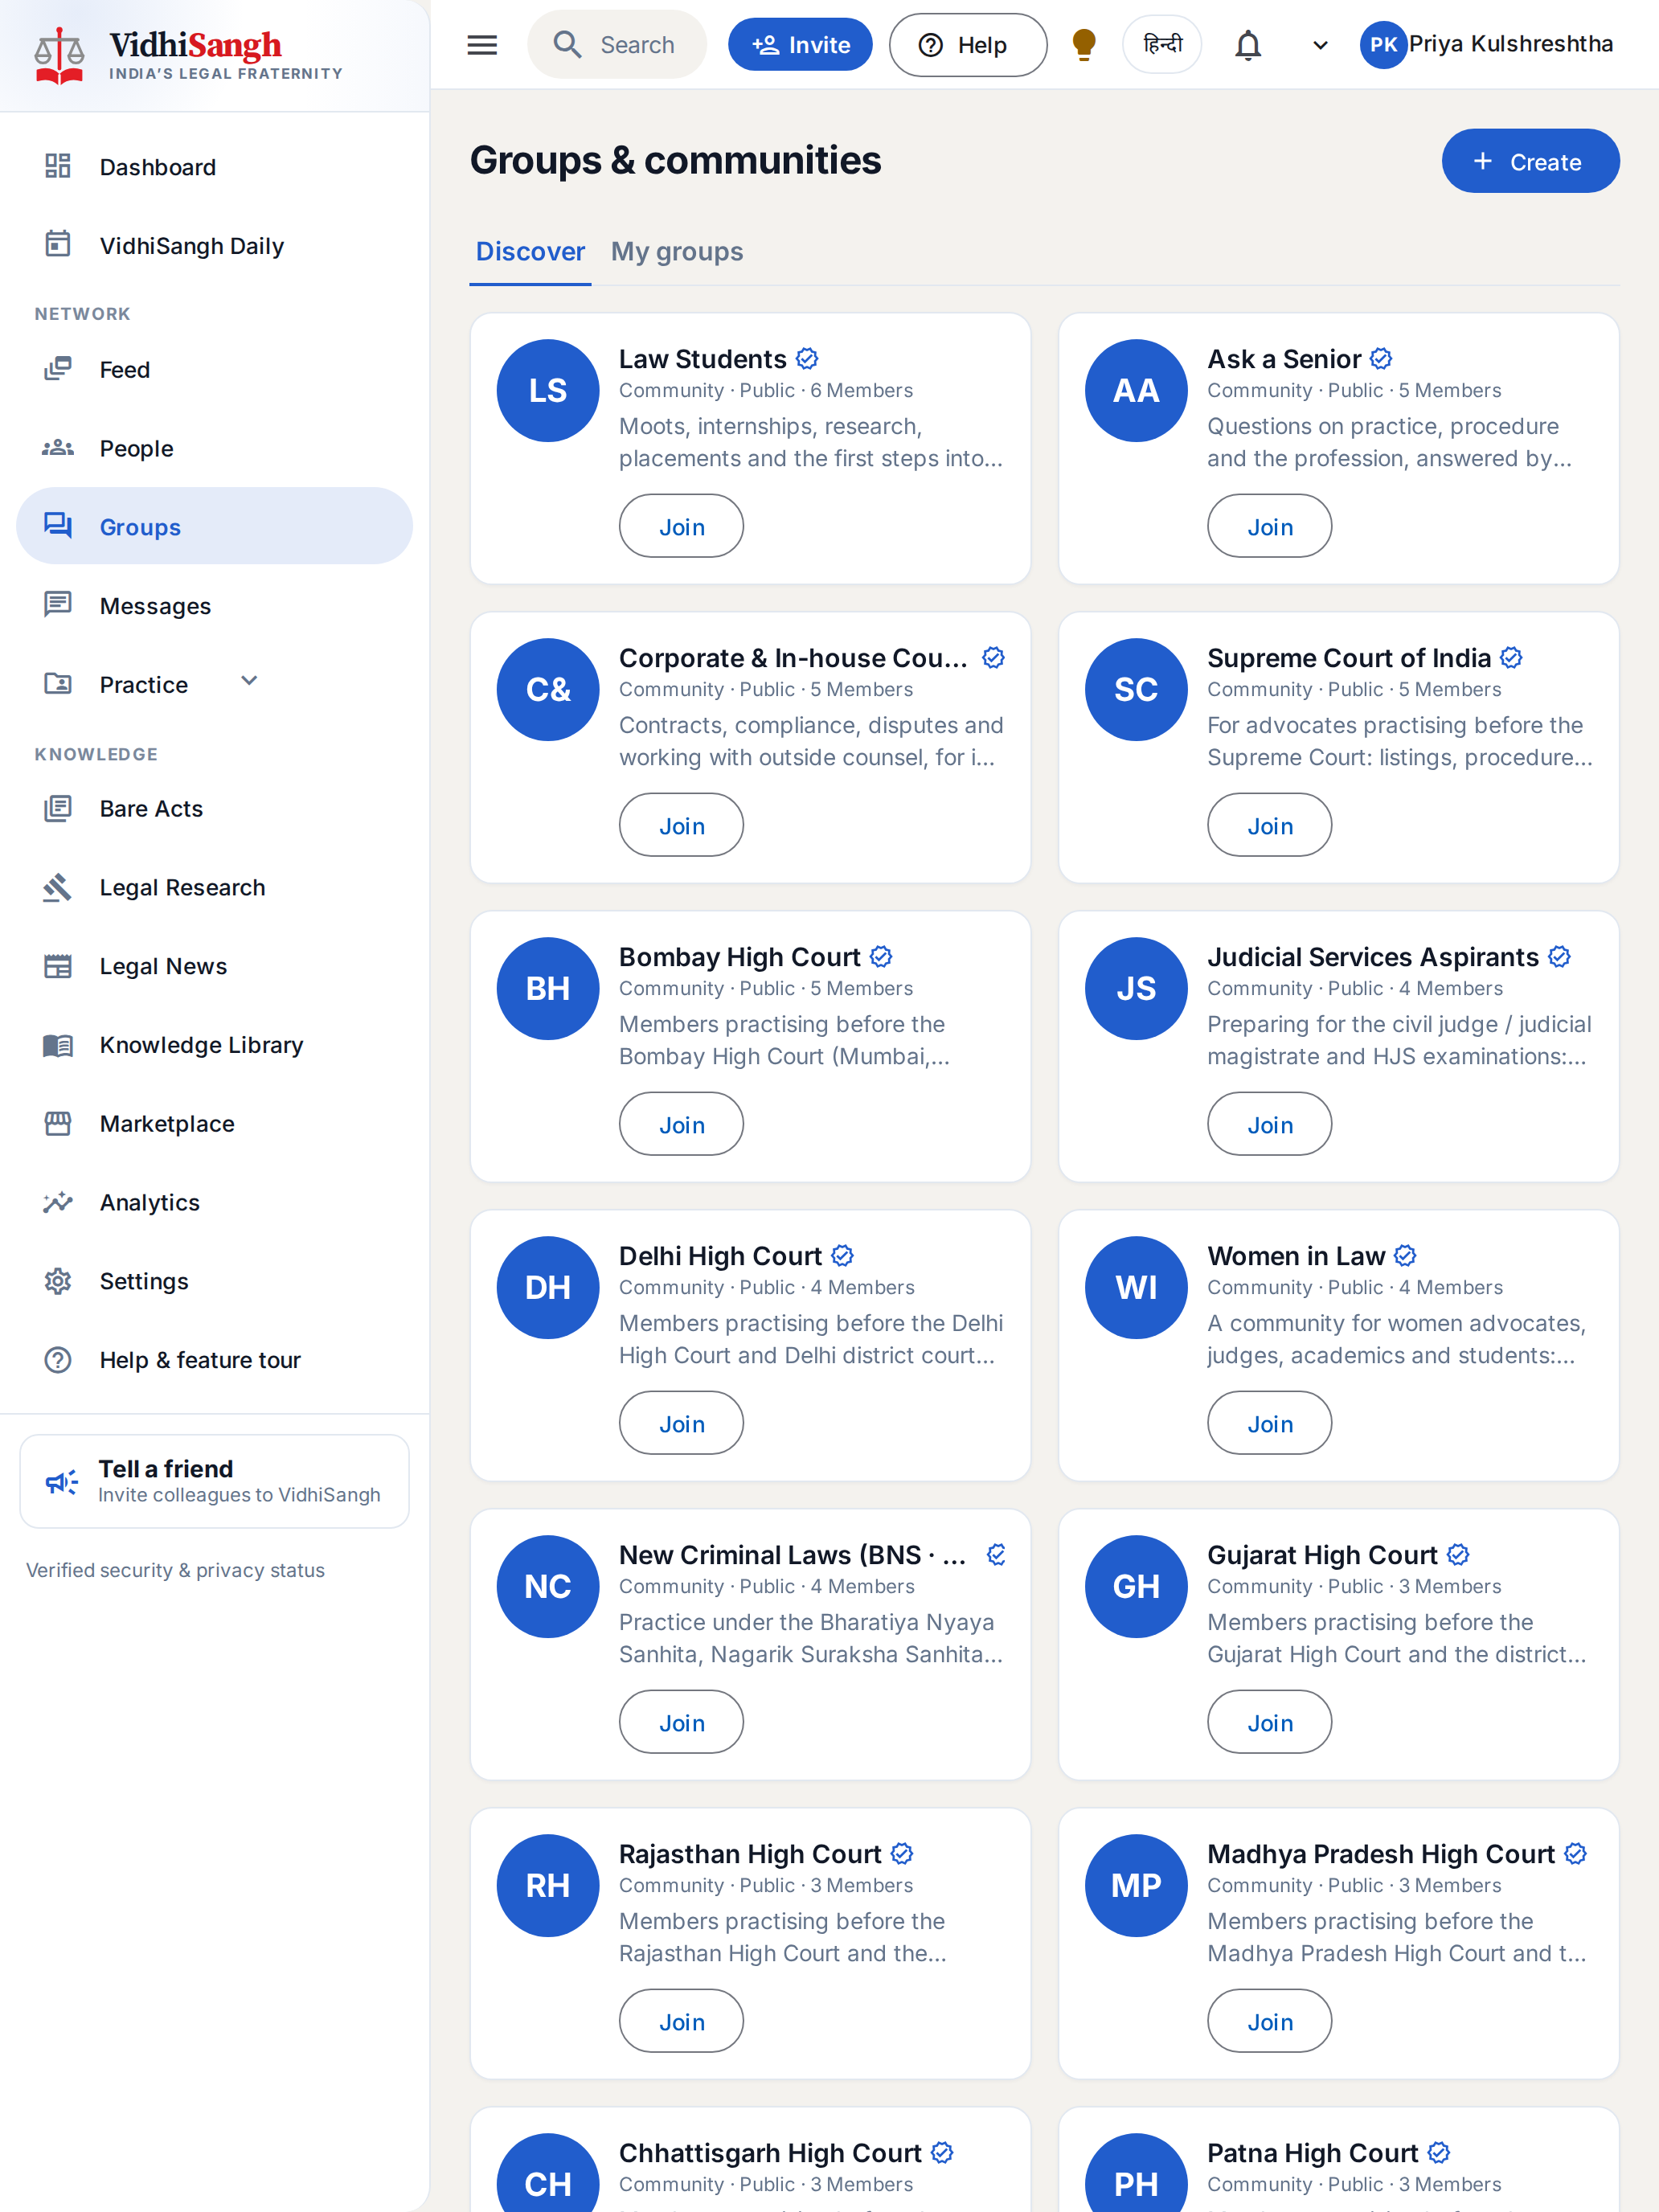 VidhiSangh
INDIA'S LEGAL FRATERNITY
Search
Invite
Help
हिन्दी
PK
Priya Kulshreshtha
Dashboard
VidhiSangh Daily
NETWORK
Feed
People
Groups
Messages
Practice
KNOWLEDGE
Bare Acts
Legal Research
Legal News
Knowledge Library
Marketplace
Analytics
Settings
Help & feature tour
Tell a friend
Invite colleagues to VidhiSangh
Verified security & privacy status
Groups & communities
Create
Discover
My groups
LS
Law Students
Community · Public · 6 Members
Moots, internships, research,
placements and the first steps into...
Join
AA
Ask a Senior
Community · Public · 5 Members
Questions on practice, procedure
and the profession, answered by...
Join
C&
Corporate & In-house Cou...
Community · Public · 5 Members
Contracts, compliance, disputes and
working with outside counsel, for i...
Join
SC
Supreme Court of India
Community · Public · 5 Members
For advocates practising before the
Supreme Court: listings, procedure...
Join
BH
Bombay High Court
Community · Public · 5 Members
Members practising before the
Bombay High Court (Mumbai,...
Join
JS
Judicial Services Aspirants
Community · Public · 4 Members
Preparing for the civil judge / judicial
magistrate and HJS examinations:...
Join
DH
Delhi High Court
Community · Public · 4 Members
Members practising before the Delhi
High Court and Delhi district court...
Join
WI
Women in Law
Community · Public · 4 Members
A community for women advocates,
judges, academics and students:...
Join
NC
New Criminal Laws (BNS · ...
Community · Public · 4 Members
Practice under the Bharatiya Nyaya
Sanhita, Nagarik Suraksha Sanhita...
Join
GH
Gujarat High Court
Community · Public · 3 Members
Members practising before the
Gujarat High Court and the district...
Join
RH
Rajasthan High Court
Community · Public · 3 Members
Members practising before the
Rajasthan High Court and the...
Join
MP
Madhya Pradesh High Court
Community · Public · 3 Members
Members practising before the
Madhya Pradesh High Court and t...
Join
CH
Chhattisgarh High Court
Community · Public · 3 Members
PH
Patna High Court
Community · Public · 3 Members